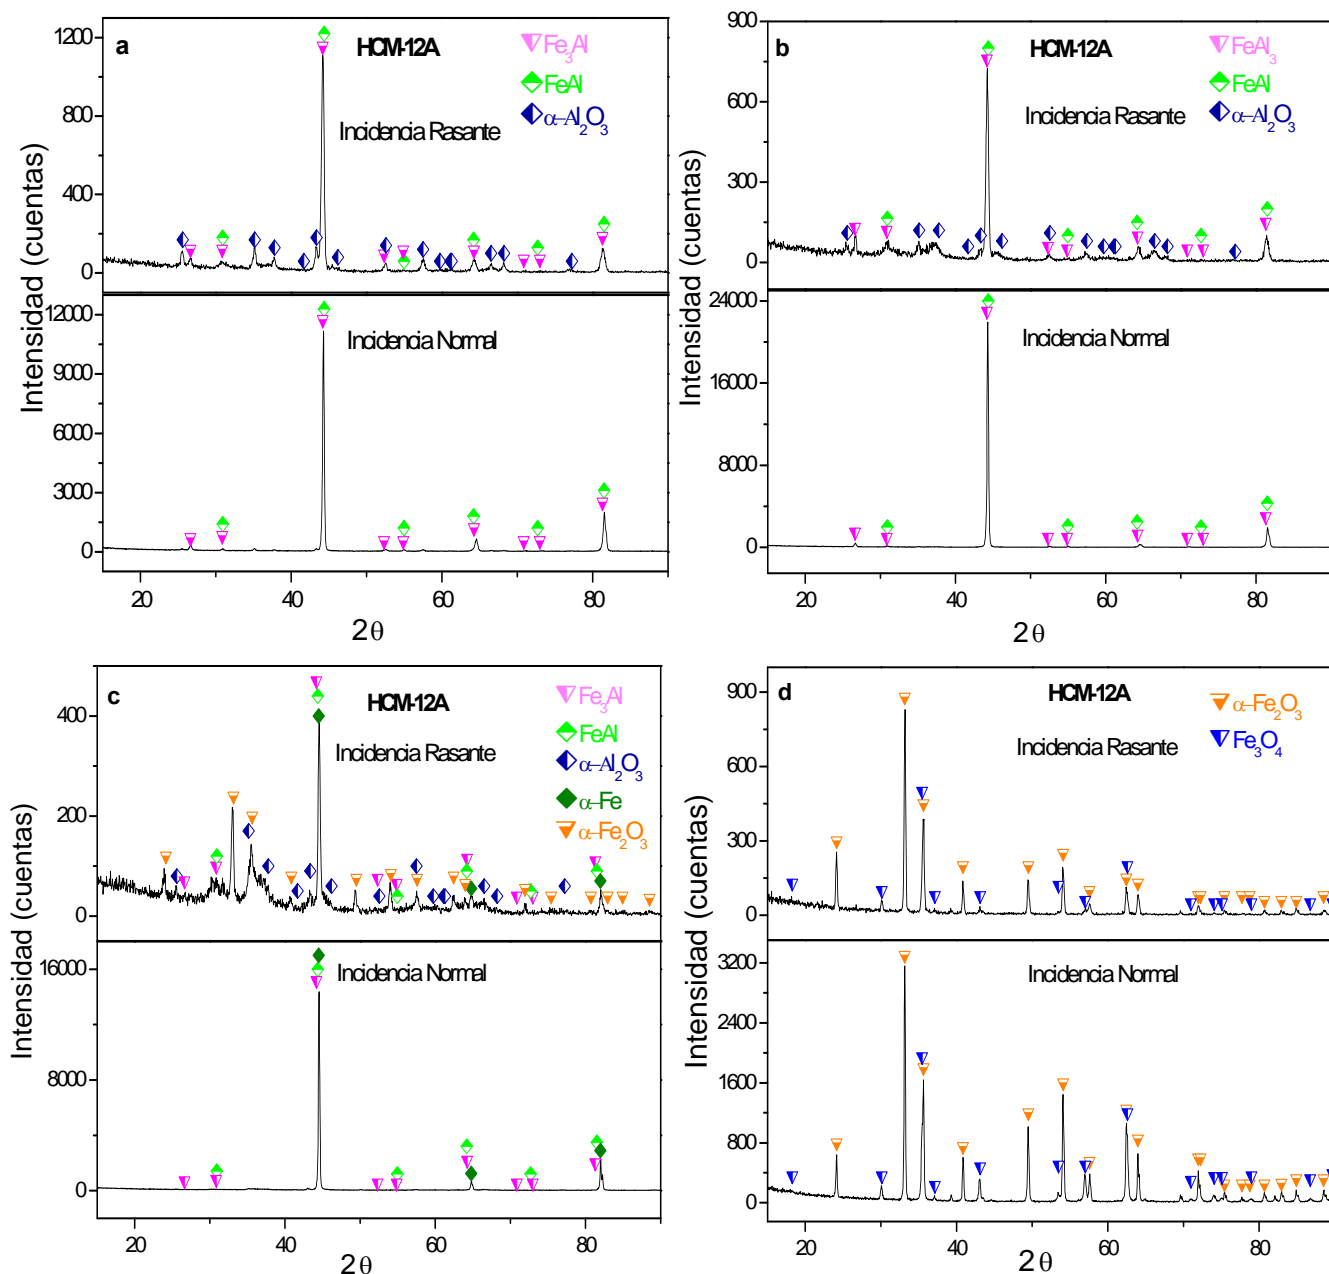 a
HCM-12A
Fe3Al
FeAl
α–Al2O3
Incidencia Rasante
1200
800
400
0
Incidencia Normal
12000
9000
6000
3000
0
Intensidad (cuentas)
20 40 60 80
2θ
b
HCM-12A
FeAl3
FeAl
α–Al2O3
Incidencia Rasante
900
600
300
0
Incidencia Normal
24000
16000
8000
0
Intensidad (cuentas)
20 40 60 80
2θ
c
HCM-12A
Fe3Al
FeAl
α–Al2O3
α–Fe
α–Fe2O3
Incidencia Rasante
400
200
0
Incidencia Normal
16000
8000
0
Intensidad (cuentas)
20 40 60 80
2θ
d
HCM-12A
α–Fe2O3
Fe3O4
Incidencia Rasante
900
600
300
0
Incidencia Normal
3200
2400
1600
800
0
Intensidad (cuentas)
20 40 60 80
2θ